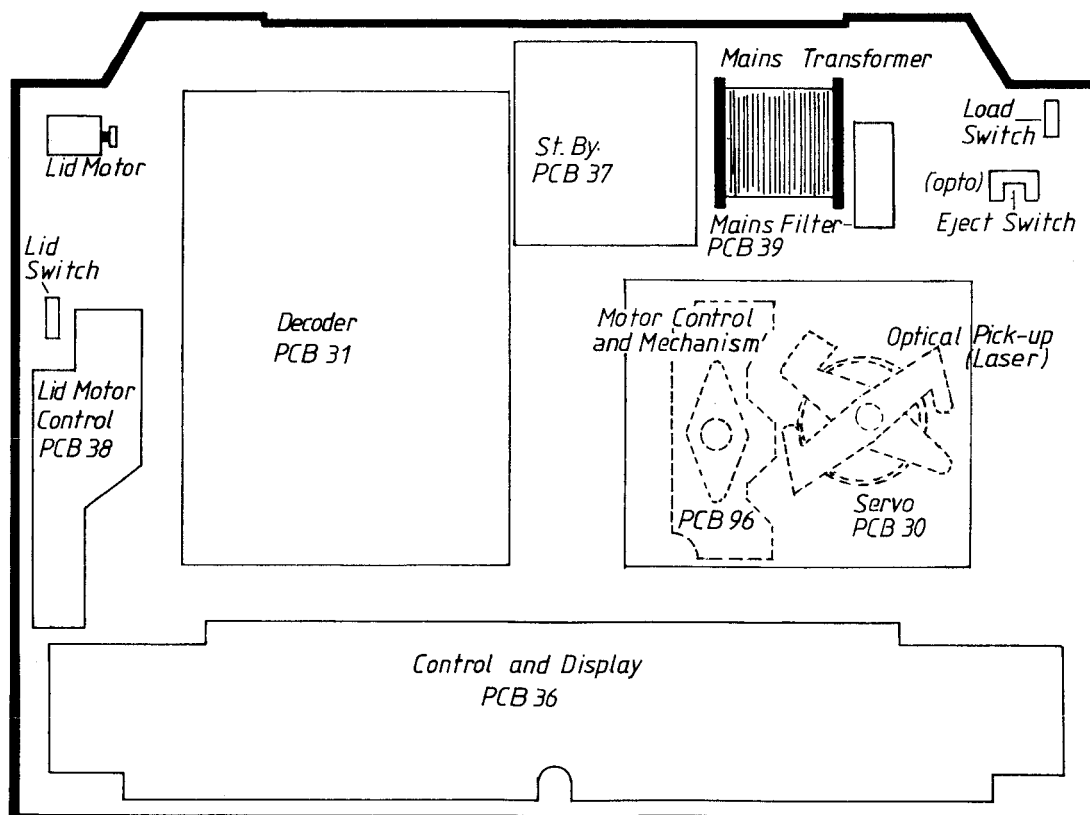 Mains Transformer
Load
Switch
Lid Motor
St. By.
PCB 37
(opto)
Eject Switch
Mains Filter
PCB 39
Lid
Switch
Decoder
PCB 31
Motor Control
and Mechanism
Optical Pick-up
(Laser)
Lid Motor
Control
PCB 38
PCB 96
Servo
PCB 30
Control and Display
PCB 36